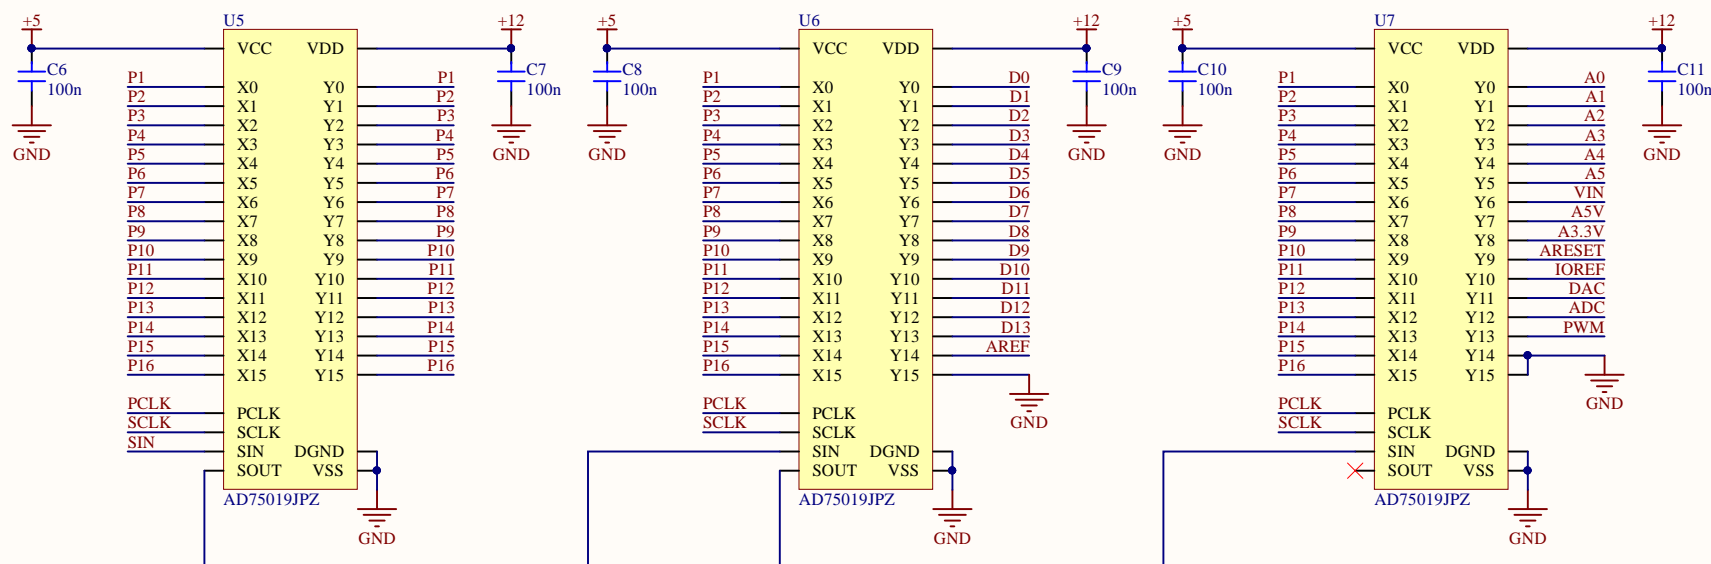 +5 U5 +12 +5 U6 +12 +5 U7 +12
VCC VDD VCC VDD VCC VDD
C6 C7 C8 C9 C10 C11
100n 100n 100n 100n 100n 100n
P1 X0 Y0 P1 P1 X0 Y0 D0 P1 X0 Y0 A0
P2 X1 Y1 P2 P2 X1 Y1 D1 P2 X1 Y1 A1
P3 X2 Y2 P3 P3 X2 Y2 D2 P3 X2 Y2 A2
P4 X3 Y3 P4 P4 X3 Y3 D3 P4 X3 Y3 A3
GND GND GND GND GND GND
P5 X4 Y4 P5 P5 X4 Y4 D4 P5 X4 Y4 A4
P6 X5 Y5 P6 P6 X5 Y5 D5 P6 X5 Y5 A5
P7 X6 Y6 P7 P7 X6 Y6 D6 P7 X6 Y6 VIN
P8 X7 Y7 P8 P8 X7 Y7 D7 P8 X7 Y7 A5V
P9 X8 Y8 P9 P9 X8 Y8 D8 P9 X8 Y8 A3.3V
P10 X9 Y9 P10 P10 X9 Y9 D9 P10 X9 Y9 ARESET
P11 X10 Y10 P11 P11 X10 Y10 D10 P11 X10 Y10 IOREF
P12 X11 Y11 P12 P12 X11 Y11 D11 P12 X11 Y11 DAC
P13 X12 Y12 P13 P13 X12 Y12 D12 P13 X12 Y12 ADC
P14 X13 Y13 P14 P14 X13 Y13 D13 P14 X13 Y13 PWM
P15 X14 Y14 P15 P15 X14 Y14 AREF P15 X14 Y14
P16 X15 Y15 P16 P16 X15 Y15 P16 X15 Y15
GND
PCLK PCLK PCLK PCLK PCLK PCLK
GND
SCLK SCLK SCLK SCLK SCLK SCLK
SIN SIN DGND SIN DGND SIN DGND
SOUT VSS SOUT VSS SOUT VSS
AD75019JPZ AD75019JPZ AD75019JPZ
GND GND GND